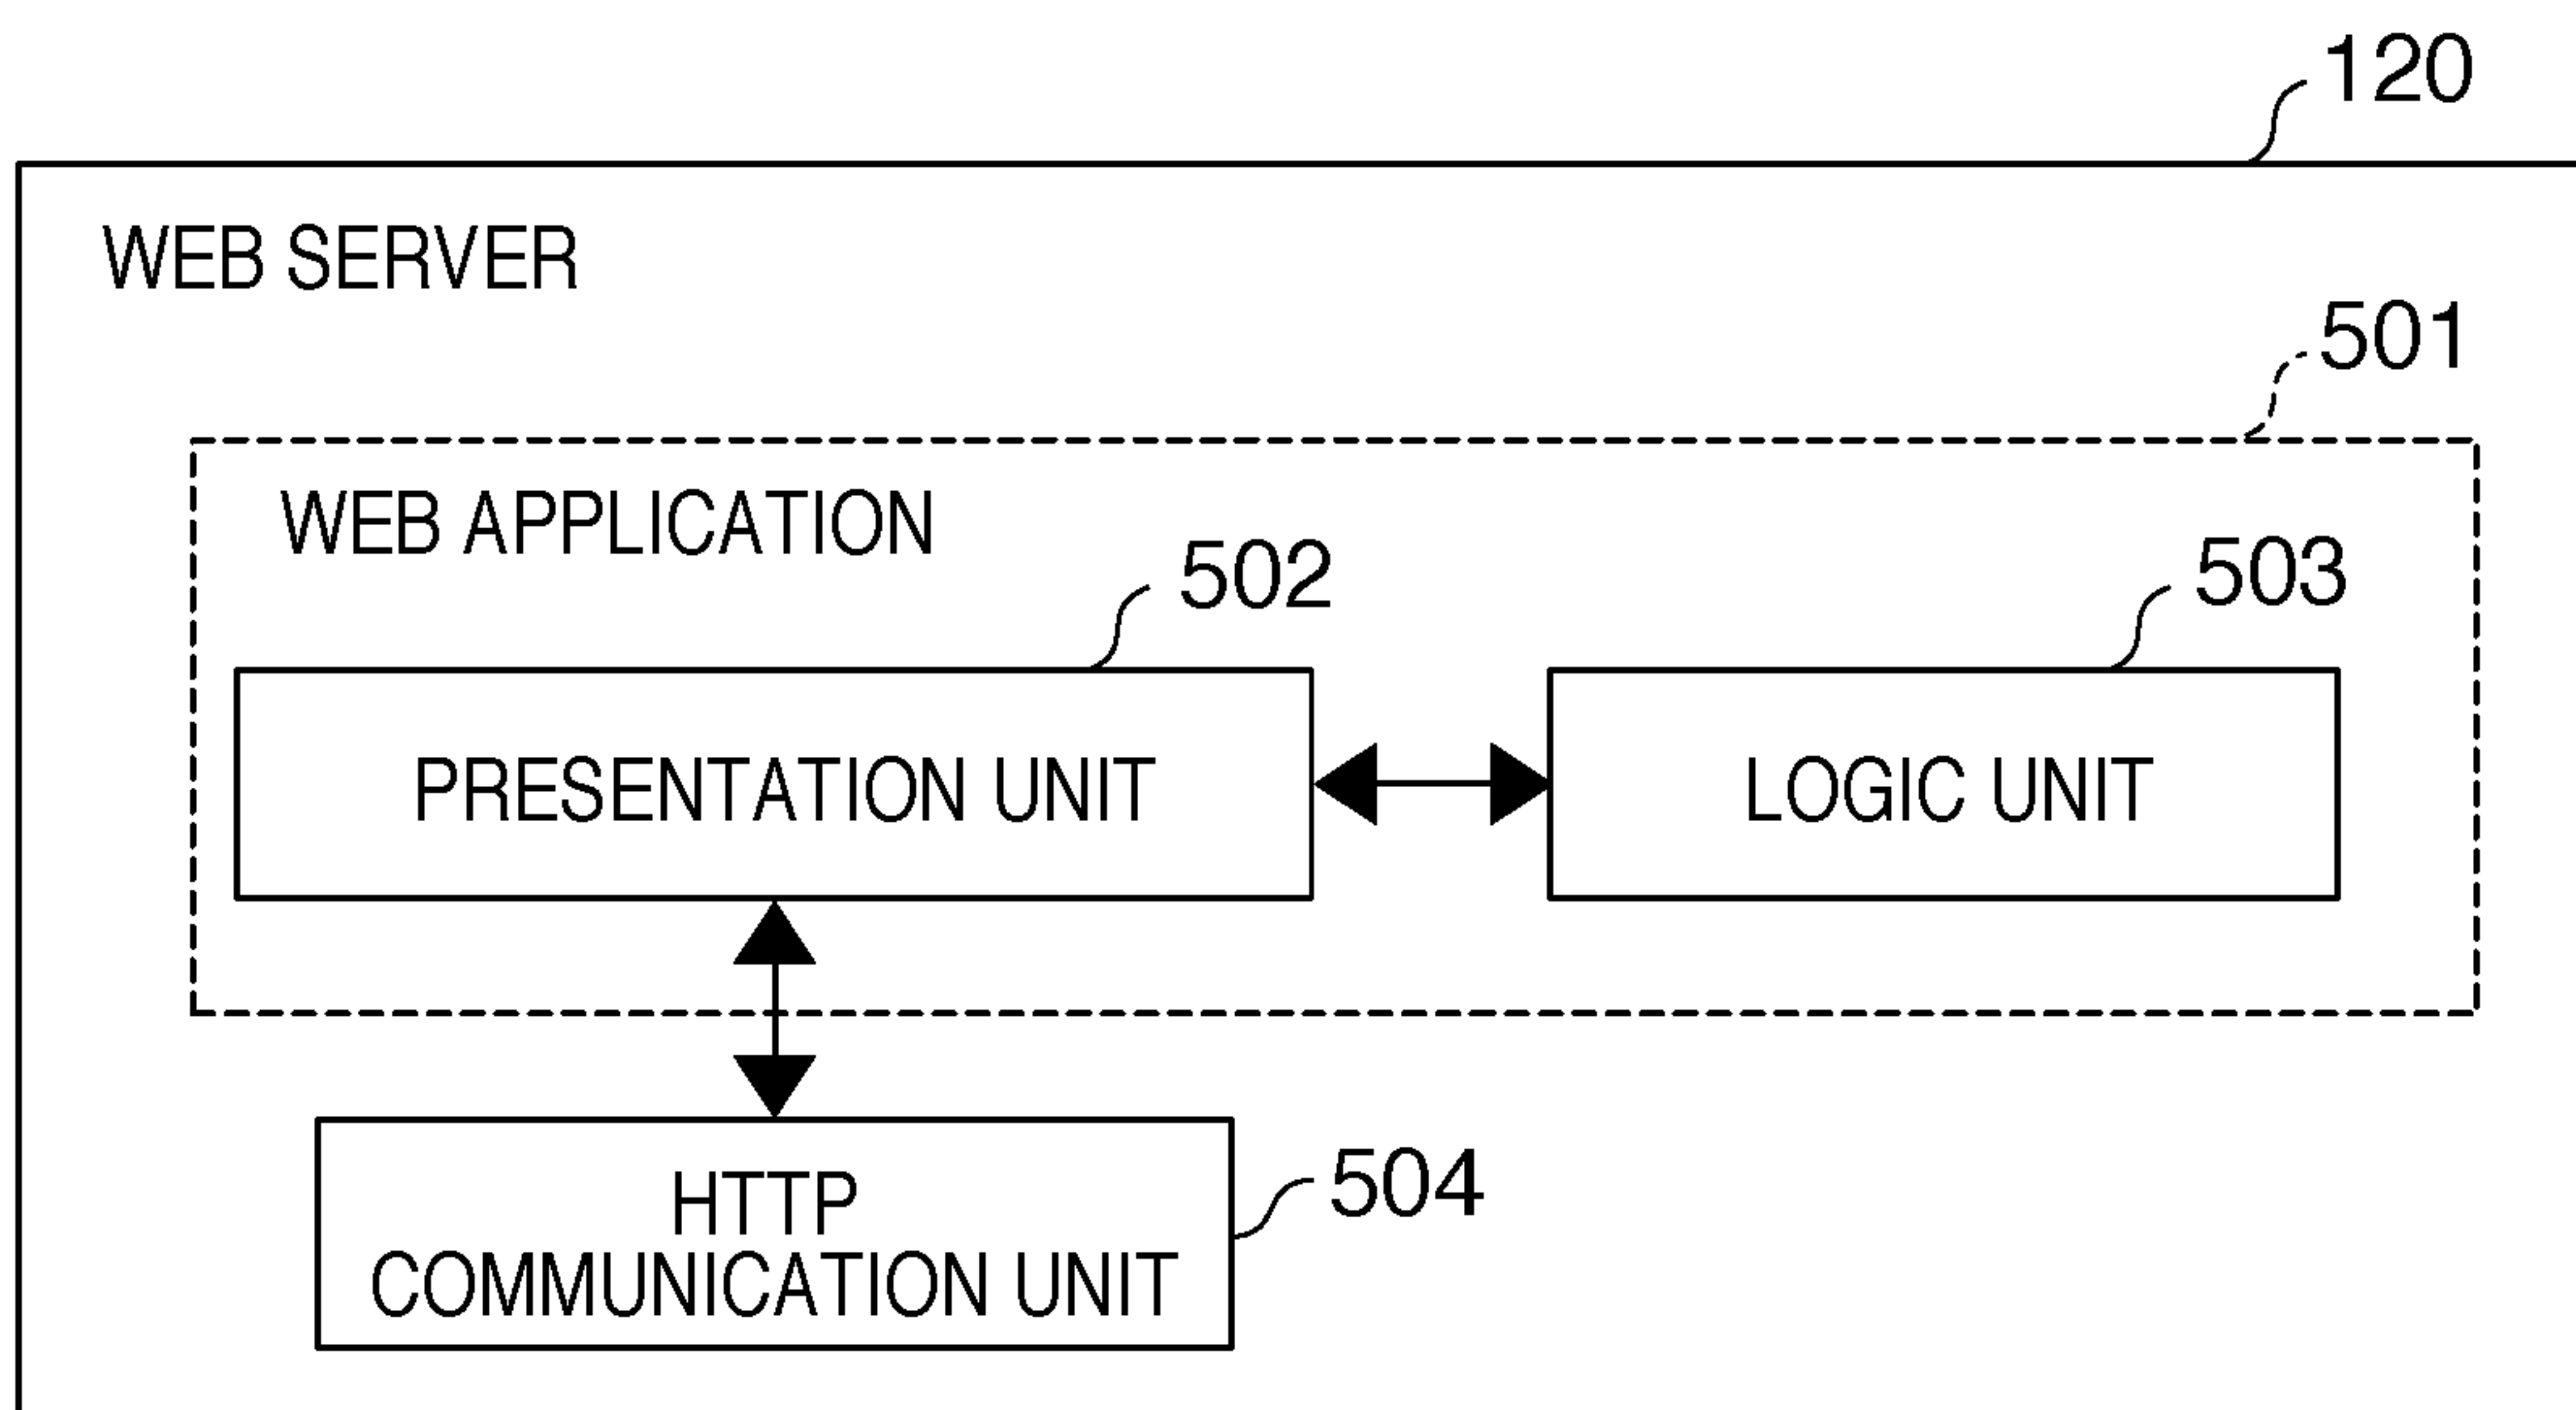 120
WEB SERVER
501
WEB APPLICATION
502
503
PRESENTATION UNIT
LOGIC UNIT
HTTP
COMMUNICATION UNIT
504